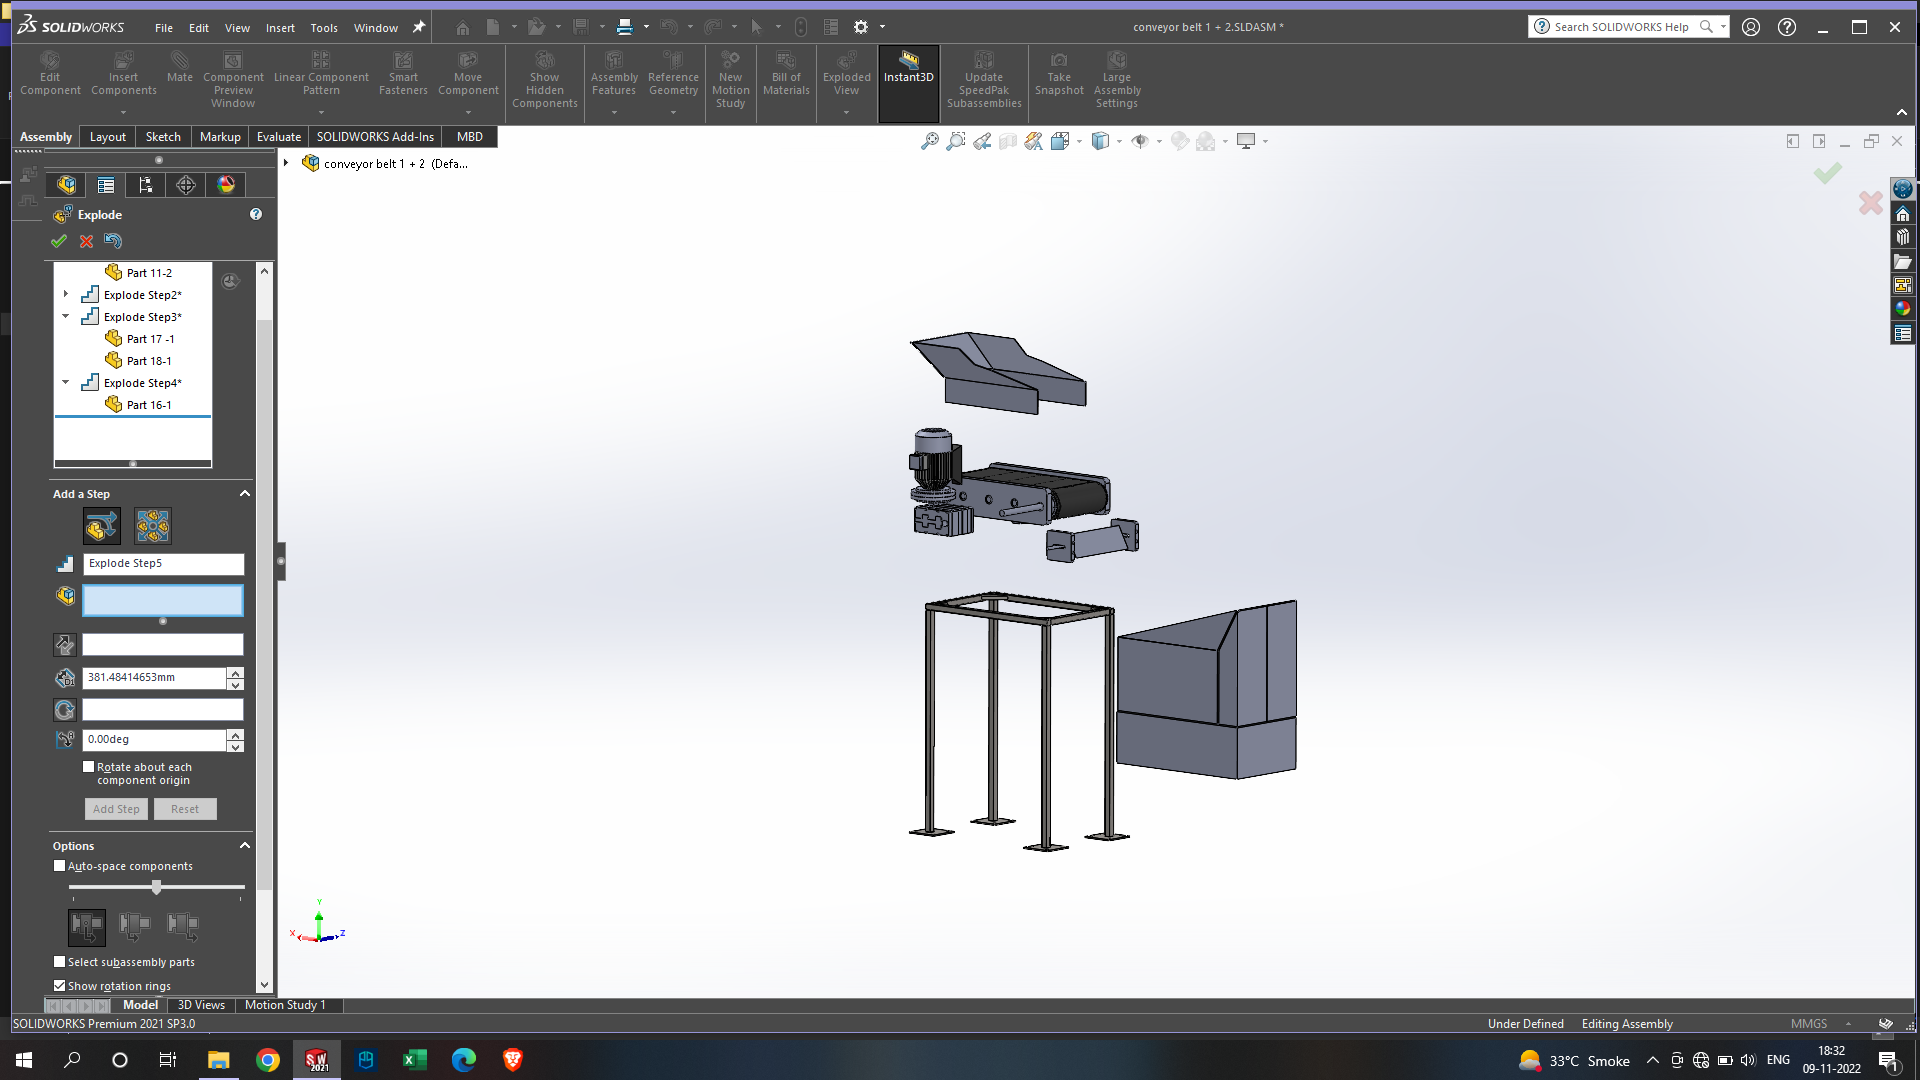 SOLIDWORKS File Edit View Insert Tools Window
conveyor belt 1 + 2.SLDASM *
Search SOLIDWORKS Help
Edit Component
Insert Components
Mate
Component Preview Window
Linear Component Pattern
Smart Fasteners
Move Component
Show Hidden Components
Assembly Features
Reference Geometry
New Motion Study
Bill of Materials
Exploded View
Instant3D
Update SpeedPak Subassemblies
Take Snapshot
Large Assembly Settings
Assembly Layout Sketch Markup Evaluate SOLIDWORKS Add-Ins MBD
conveyor belt 1 + 2 (Defa...
Explode
Part 11-2
Explode Step2*
Explode Step3*
Part 17 -1
Part 18-1
Explode Step4*
Part 16-1
Add a Step
Explode Step5
D1
381.48414653mm
0.00deg
Rotate about each
component origin
Add Step Reset
Options
Auto-space components
Select subassembly parts
Show rotation rings
Y
X Z
Model 3D Views Motion Study 1
SOLIDWORKS Premium 2021 SP3.0
Under Defined Editing Assembly MMGS
SW 2021
33°C Smoke
ENG
18:32
09-11-2022
1